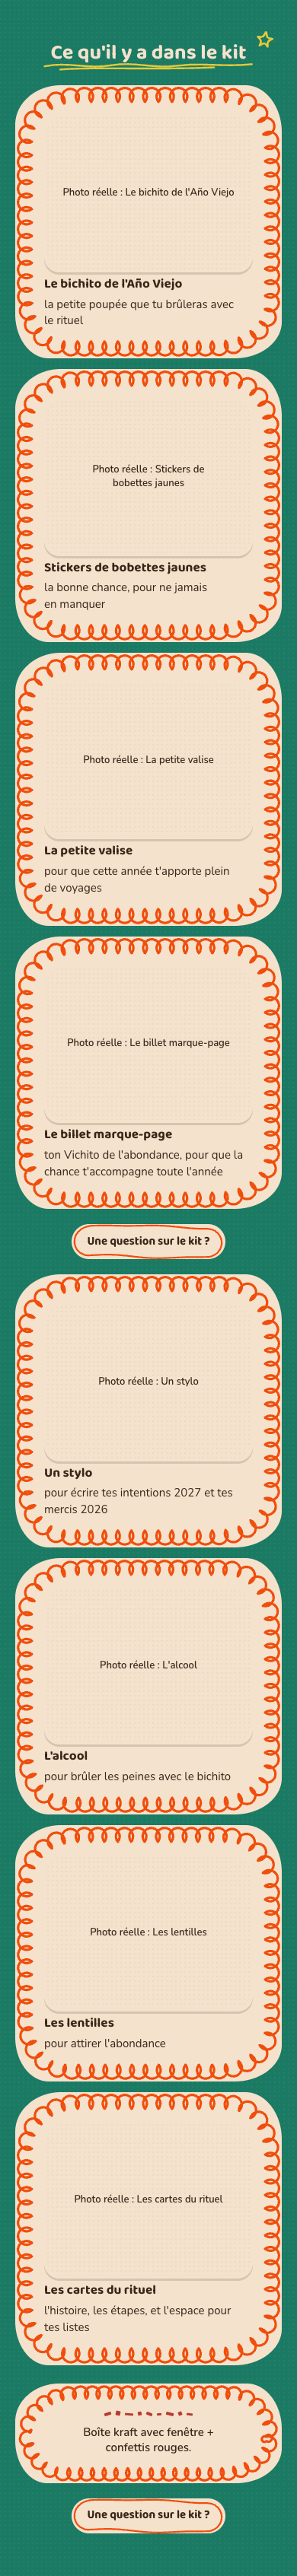 Ce qu'il y a dans le kit
Photo réelle : Le bichito de l'Año Viejo
Le bichito de l'Año Viejo
la petite poupée que tu brûleras avec
le rituel
Photo réelle : Stickers de
bobettes jaunes
Stickers de bobettes jaunes
la bonne chance, pour ne jamais
en manquer
Photo réelle : La petite valise
La petite valise
pour que cette année t'apporte plein
de voyages
Photo réelle : Le billet marque-page
Le billet marque-page
ton Vichito de l'abondance, pour que la
chance t'accompagne toute l'année
Une question sur le kit ?
Photo réelle : Un stylo
Un stylo
pour écrire tes intentions 2027 et tes
mercis 2026
Photo réelle : L'alcool
L'alcool
pour brûler les peines avec le bichito
Photo réelle : Les lentilles
Les lentilles
pour attirer l'abondance
Photo réelle : Les cartes du rituel
Les cartes du rituel
l'histoire, les étapes, et l'espace pour
tes listes
Boîte kraft avec fenêtre +
confettis rouges.
Une question sur le kit ?